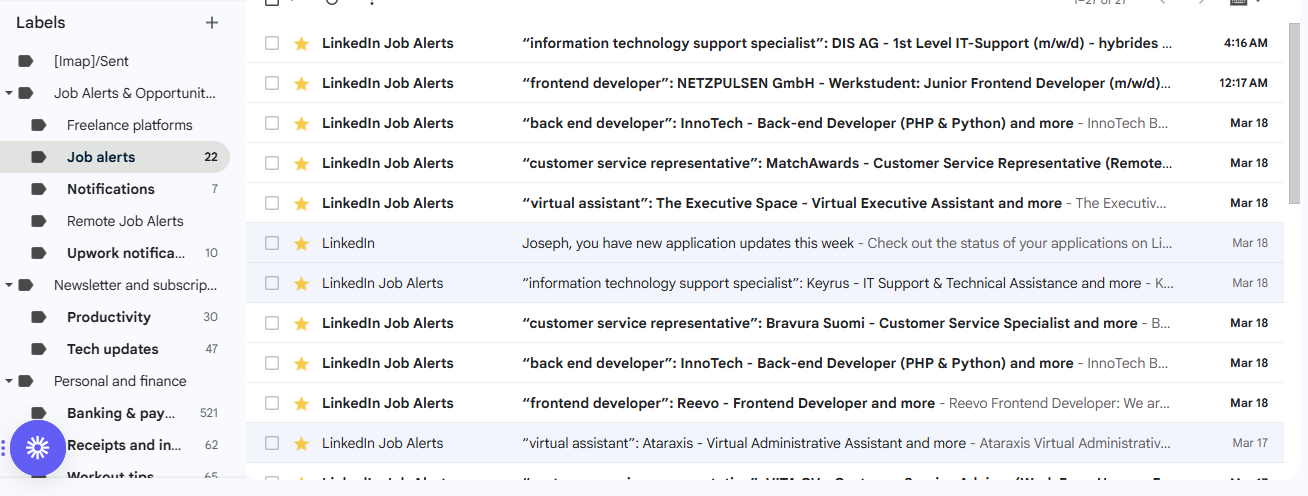 Labels
[Imap]/Sent
Job Alerts & Opportunit...
Freelance platforms
Job alerts 22
Notifications 7
Remote Job Alerts
Upwork notifica... 10
Newsletter and subscrip...
Productivity 30
Tech updates 47
Personal and finance
Banking & pay... 521
Receipts and in... 62
Workout tips 65
1–27 of 27
LinkedIn Job Alerts “information technology support specialist”: DIS AG - 1st Level IT-Support (m/w/d) - hybrides ... 4:16 AM
LinkedIn Job Alerts “frontend developer”: NETZPULSEN GmbH - Werkstudent: Junior Frontend Developer (m/w/d)... 12:17 AM
LinkedIn Job Alerts “back end developer”: InnoTech - Back-end Developer (PHP & Python) and more - InnoTech B... Mar 18
LinkedIn Job Alerts “customer service representative”: MatchAwards - Customer Service Representative (Remote... Mar 18
LinkedIn Job Alerts “virtual assistant”: The Executive Space - Virtual Executive Assistant and more - The Executiv... Mar 18
LinkedIn Joseph, you have new application updates this week - Check out the status of your applications on Li... Mar 18
LinkedIn Job Alerts “information technology support specialist”: Keyrus - IT Support & Technical Assistance and more - K... Mar 18
LinkedIn Job Alerts “customer service representative”: Bravura Suomi - Customer Service Specialist and more - B... Mar 18
LinkedIn Job Alerts “back end developer”: InnoTech - Back-end Developer (PHP & Python) and more - InnoTech B... Mar 18
LinkedIn Job Alerts “frontend developer”: Reevo - Frontend Developer and more - Reevo Frontend Developer: We ar... Mar 18
LinkedIn Job Alerts “virtual assistant”: Ataraxis - Virtual Administrative Assistant and more - Ataraxis Virtual Administrativ... Mar 17